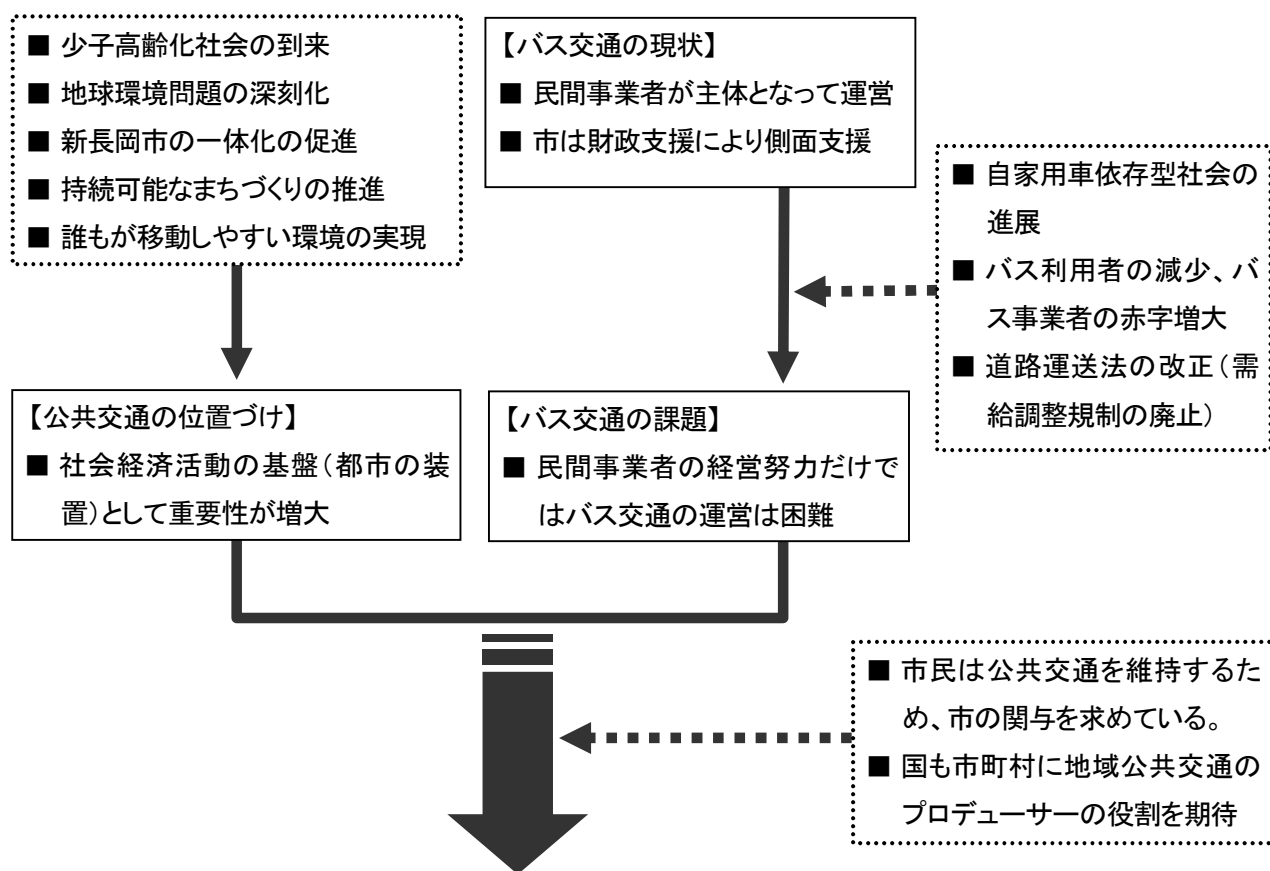 ■ 少子高齢化社会の到来
■ 地球環境問題の深刻化
■ 新長岡市の一体化の促進
■ 持続可能なまちづくりの推進
■ 誰もが移動しやすい環境の実現
【バス交通の現状】
■ 民間事業者が主体となって運営
■ 市は財政支援により側面支援
■ 自家用車依存型社会の
進展
■ バス利用者の減少、バ
ス事業者の赤字増大
■ 道路運送法の改正(需
給調整規制の廃止)
【公共交通の位置づけ】
■ 社会経済活動の基盤(都市の装
置)として重要性が増大
【バス交通の課題】
■ 民間事業者の経営努力だけで
はバス交通の運営は困難
■ 市民は公共交通を維持するた
め、市の関与を求めている。
■ 国も市町村に地域公共交通の
プロデューサーの役割を期待